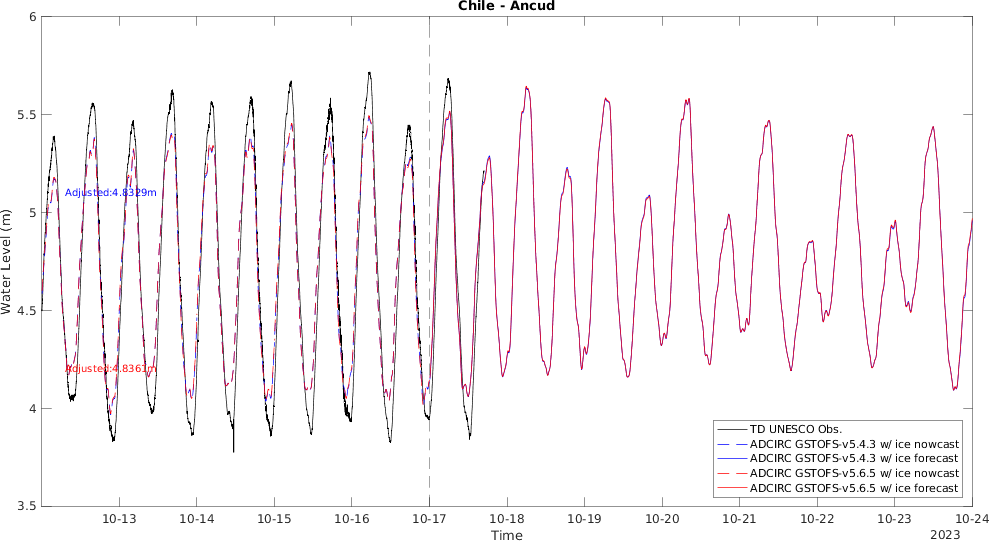 Chile - Ancud
6
5.5
5
4.5
4
3.5
Water Level (m)
Adjusted:4.8329m
Adjusted:4.8361m
TD UNESCO Obs.
ADCIRC GSTOFS-v5.4.3 w/ ice nowcast
ADCIRC GSTOFS-v5.4.3 w/ ice forecast
ADCIRC GSTOFS-v5.6.5 w/ ice nowcast
ADCIRC GSTOFS-v5.6.5 w/ ice forecast
10-13 10-14 10-15 10-16 10-17 10-18 10-19 10-20 10-21 10-22 10-23 10-24
Time
2023